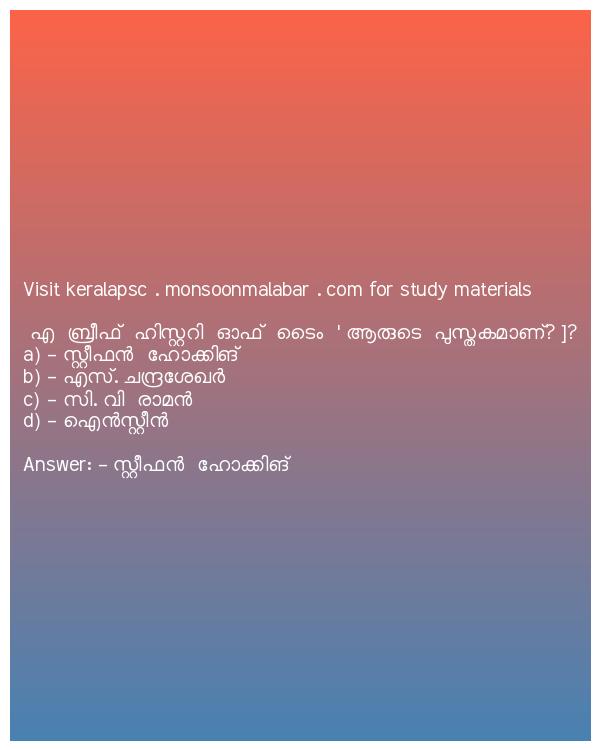 Visit keralapsc . monsoonmalabar . com for study materials
എ ബ്രീഫ് ഹിസ്റ്ററി ഓഫ് ടൈം ' ആരുടെ പുസ്തകമാണ്? ]?
a) - സ്റ്റീഫൻ ഹോക്കിങ്
b) - എസ്. ചന്ദ്രശേഖർ
c) - സി. വി രാമൻ
d) - ഐൻസ്റ്റീൻ
Answer: - സ്റ്റീഫൻ ഹോക്കിങ്